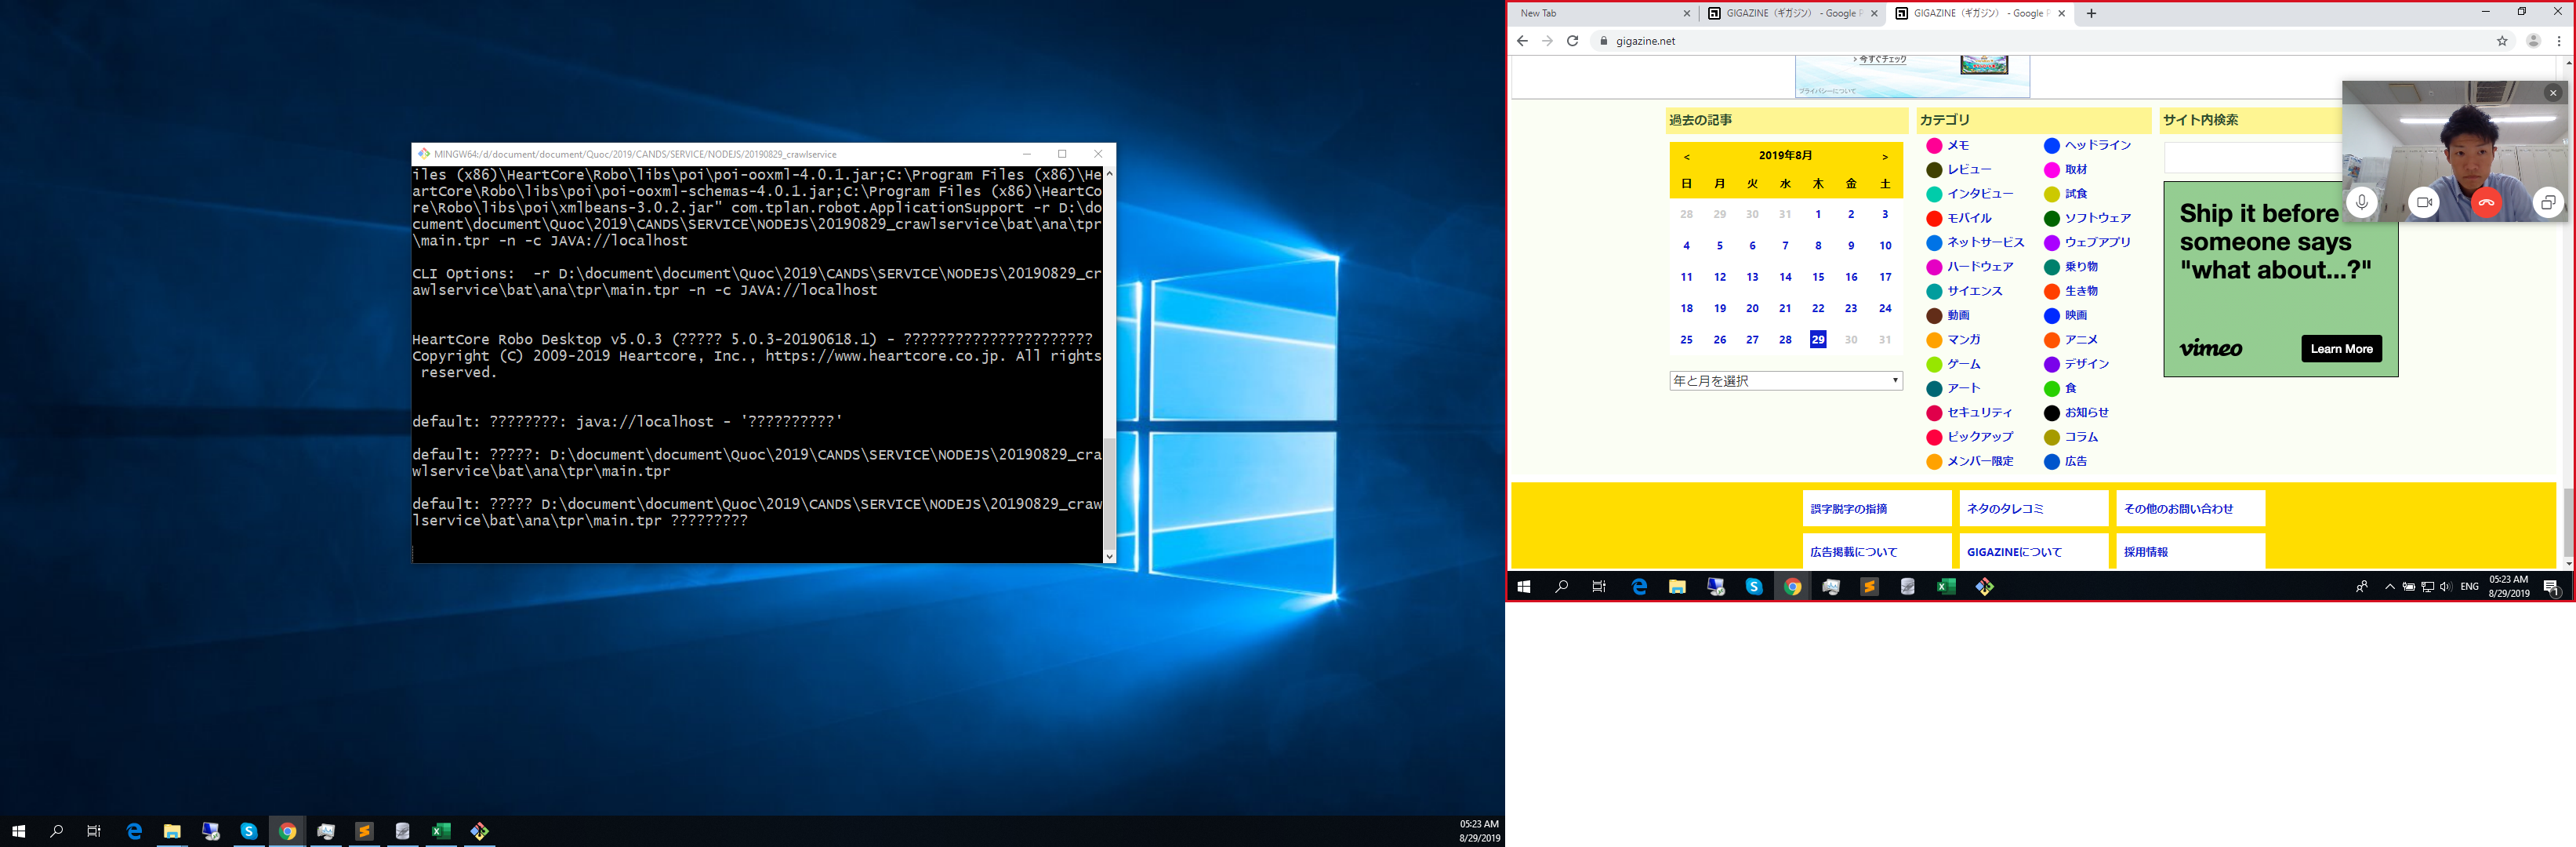 MINGW64:/d/document/document/Quoc/2019/CANDS/SERVICE/NODEJS/20190829_crawlservice
iles (x86)\HeartCore\Robo\libs\poi\poi-ooxml-4.0.1.jar;C:\Program Files (x86)\He
artCore\Robo\libs\poi\poi-ooxml-schemas-4.0.1.jar;C:\Program Files (x86)\HeartCo
re\Robo\libs\poi\xmlbeans-3.0.2.jar" com.tplan.robot.ApplicationSupport -r D:\do
cument\document\Quoc\2019\CANDS\SERVICE\NODEJS\20190829_crawlservice\bat\ana\tpr
\main.tpr -n -c JAVA://localhost
CLI Options:  -r D:\document\document\Quoc\2019\CANDS\SERVICE\NODEJS\20190829_cr
awlservice\bat\ana\tpr\main.tpr -n -c JAVA://localhost
HeartCore Robo Desktop v5.0.3 (????? 5.0.3-20190618.1) - ??????????????????????
Copyright (C) 2009-2019 Heartcore, Inc., https://www.heartcore.co.jp. All rights
 reserved.
default: ????????: java://localhost - '??????????'
default: ?????: D:\document\document\Quoc\2019\CANDS\SERVICE\NODEJS\20190829_cra
wlservice\bat\ana\tpr\main.tpr
default: ????? D:\document\document\Quoc\2019\CANDS\SERVICE\NODEJS\20190829_craw
lservice\bat\ana\tpr\main.tpr ?????????
05:23 AM
8/29/2019
New Tab
GIGAZINE（ギガジン） - Google P
GIGAZINE（ギガジン） - Google P
gigazine.net
› 今すぐチェック
プライバシーについて
過去の記事
< 2019年8月 >
日 月 火 水 木 金 土
28 29 30 31 1 2 3
4 5 6 7 8 9 10
11 12 13 14 15 16 17
18 19 20 21 22 23 24
25 26 27 28 29 30 31
年と月を選択
カテゴリ
メモ ヘッドライン
レビュー 取材
インタビュー 試食
モバイル ソフトウェア
ネットサービス ウェブアプリ
ハードウェア 乗り物
サイエンス 生き物
動画 映画
マンガ アニメ
ゲーム デザイン
アート 食
セキュリティ お知らせ
ピックアップ コラム
メンバー限定 広告
サイト内検索
Ship it before
someone says
"what about...?"
vimeo
Learn More
誤字脱字の指摘 ネタのタレコミ その他のお問い合わせ
広告掲載について GIGAZINEについて 採用情報
ENG
05:23 AM
8/29/2019
1